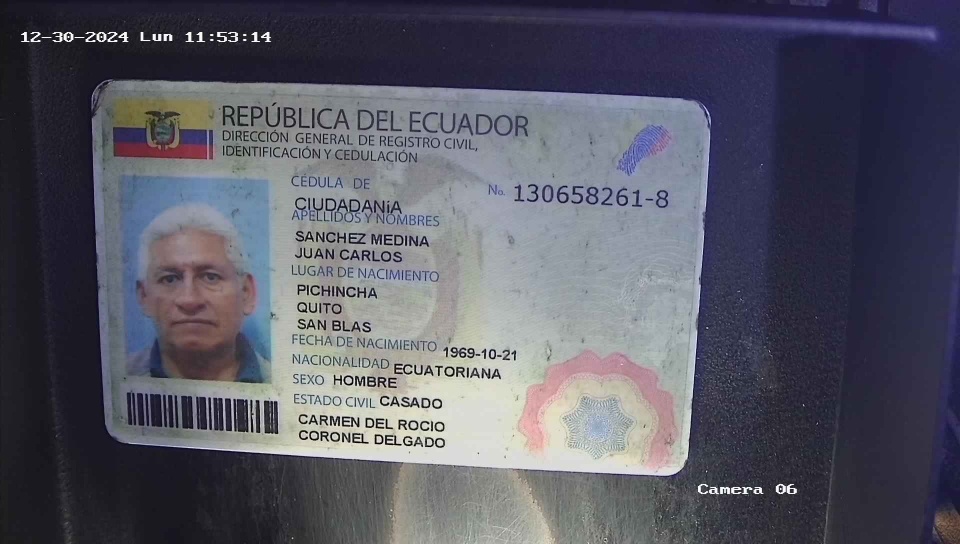 12-30-2024 Lun 11:53:14
REPÚBLICA DEL ECUADOR
DIRECCIÓN GENERAL DE REGISTRO CIVIL,
IDENTIFICACIÓN Y CEDULACIÓN
CÉDULA DE
No. 130658261-8
CIUDADANíA
APELLIDOS Y NOMBRES
SANCHEZ MEDINA
JUAN CARLOS
LUGAR DE NACIMIENTO
PICHINCHA
QUITO
SAN BLAS
FECHA DE NACIMIENTO 1969-10-21
NACIONALIDAD ECUATORIANA
SEXO HOMBRE
ESTADO CIVIL CASADO
CARMEN DEL ROCIO
CORONEL DELGADO
Camera 06